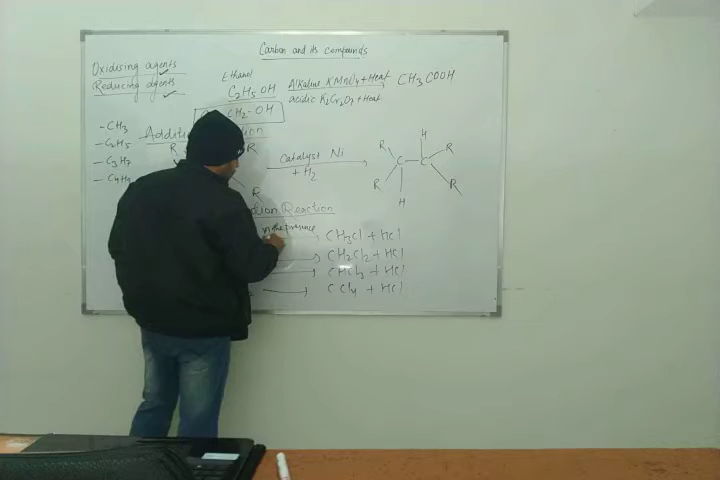 Carbon and its compounds
Oxidising agents
Reducing agents
Ethanol
C2H5OH
Alkaline KMnO4 + Heat
acidic K2Cr2O7 + Heat
CH3COOH
CH2-OH
- CH3
- C2H5
- C3H7
- C4H9
R R
R
Catalyst Ni
+ H2
H
R R
C - C
R R
H
Reaction
in the presence
CH3Cl + HCl
CH2Cl2 + HCl
CHCl3 + HCl
CCl4 + HCl